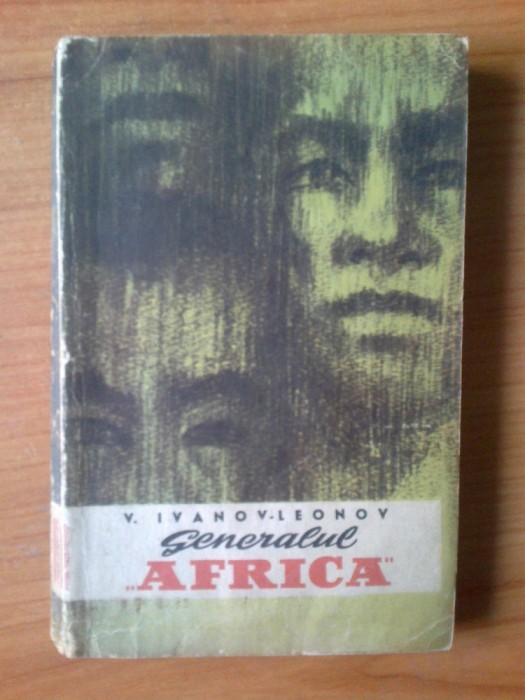 V. IVANOV-LEONOV
Generalul
„AFRICA"